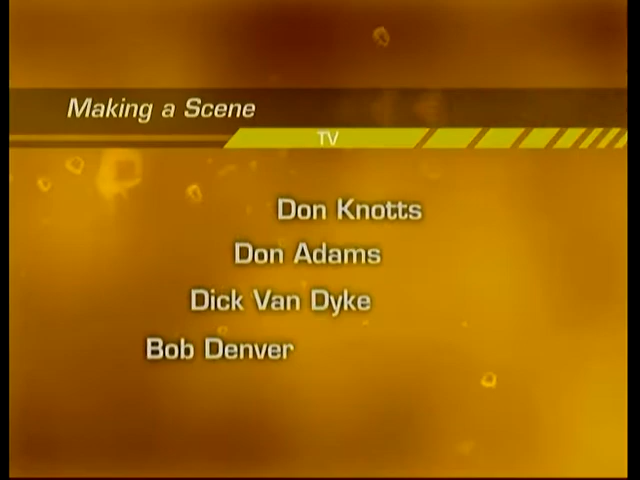 Making a Scene
TV
Don Knotts
Don Adams
Dick Van Dyke
Bob Denver